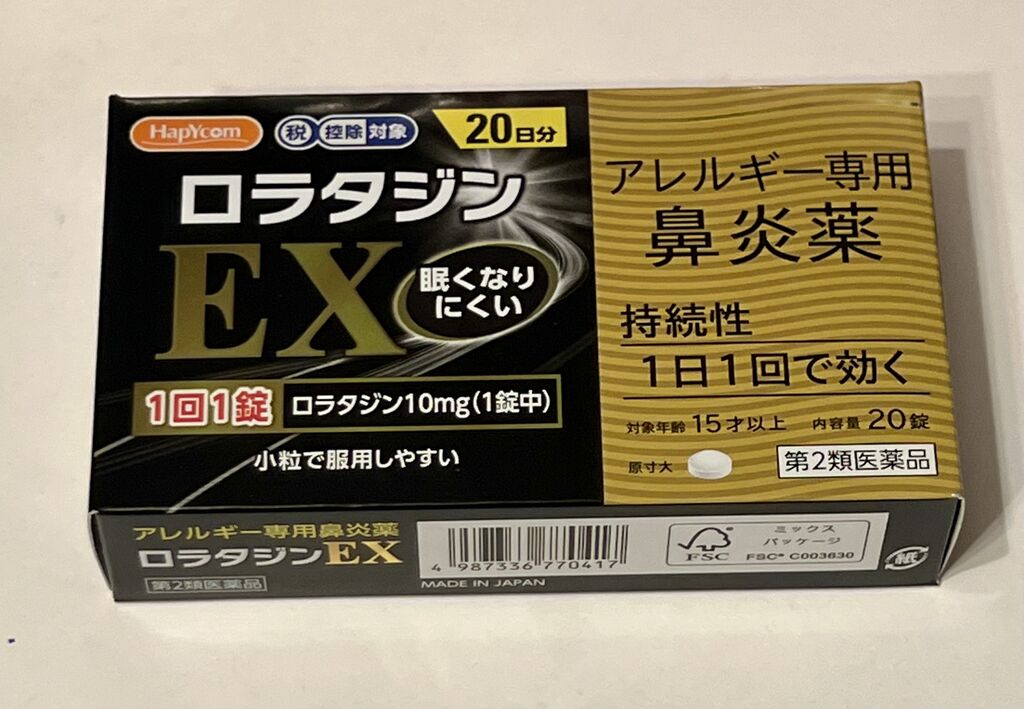 HapYcom
税 控除 対象
20日分
ロラタジン
EX
眠くなり
にくい
1回1錠
ロラタジン10mg(1錠中)
小粒で服用しやすい
アレルギー専用
鼻炎薬
持続性
1日1回で効く
対象年齢 15才以上 内容量 20錠
原寸大
第2類医薬品
アレルギー専用鼻炎薬
ロラタジンEX
第2類医薬品
4 987336 770417
MADE IN JAPAN
FSC
ミックス
パッケージ
FSC® C003630
紙